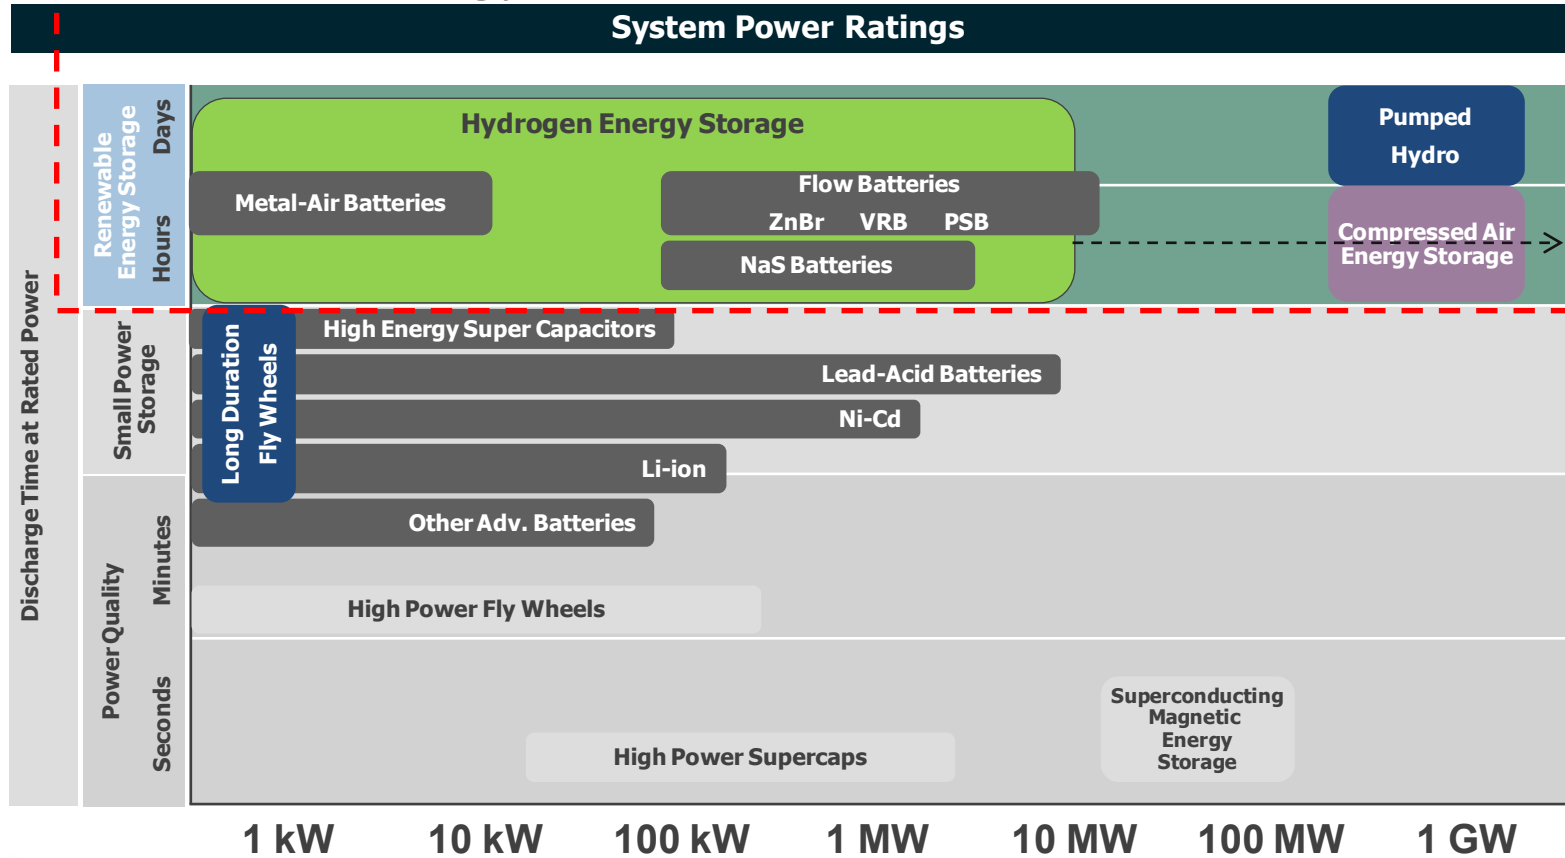 System Power Ratings
Discharge Time at Rated Power
Renewable
Energy Storage
Days
Hours
Hydrogen Energy Storage
Pumped
Hydro
Metal-Air Batteries
Flow Batteries
ZnBr VRB PSB
NaS Batteries
Compressed Air
Energy Storage
Small Power
Storage
Long Duration
Fly Wheels
High Energy Super Capacitors
Lead-Acid Batteries
Ni-Cd
Li-ion
Power Quality
Minutes
Seconds
Other Adv. Batteries
High Power Fly Wheels
High Power Supercaps
Superconducting
Magnetic
Energy
Storage
1 kW 10 kW 100 kW 1 MW 10 MW 100 MW 1 GW